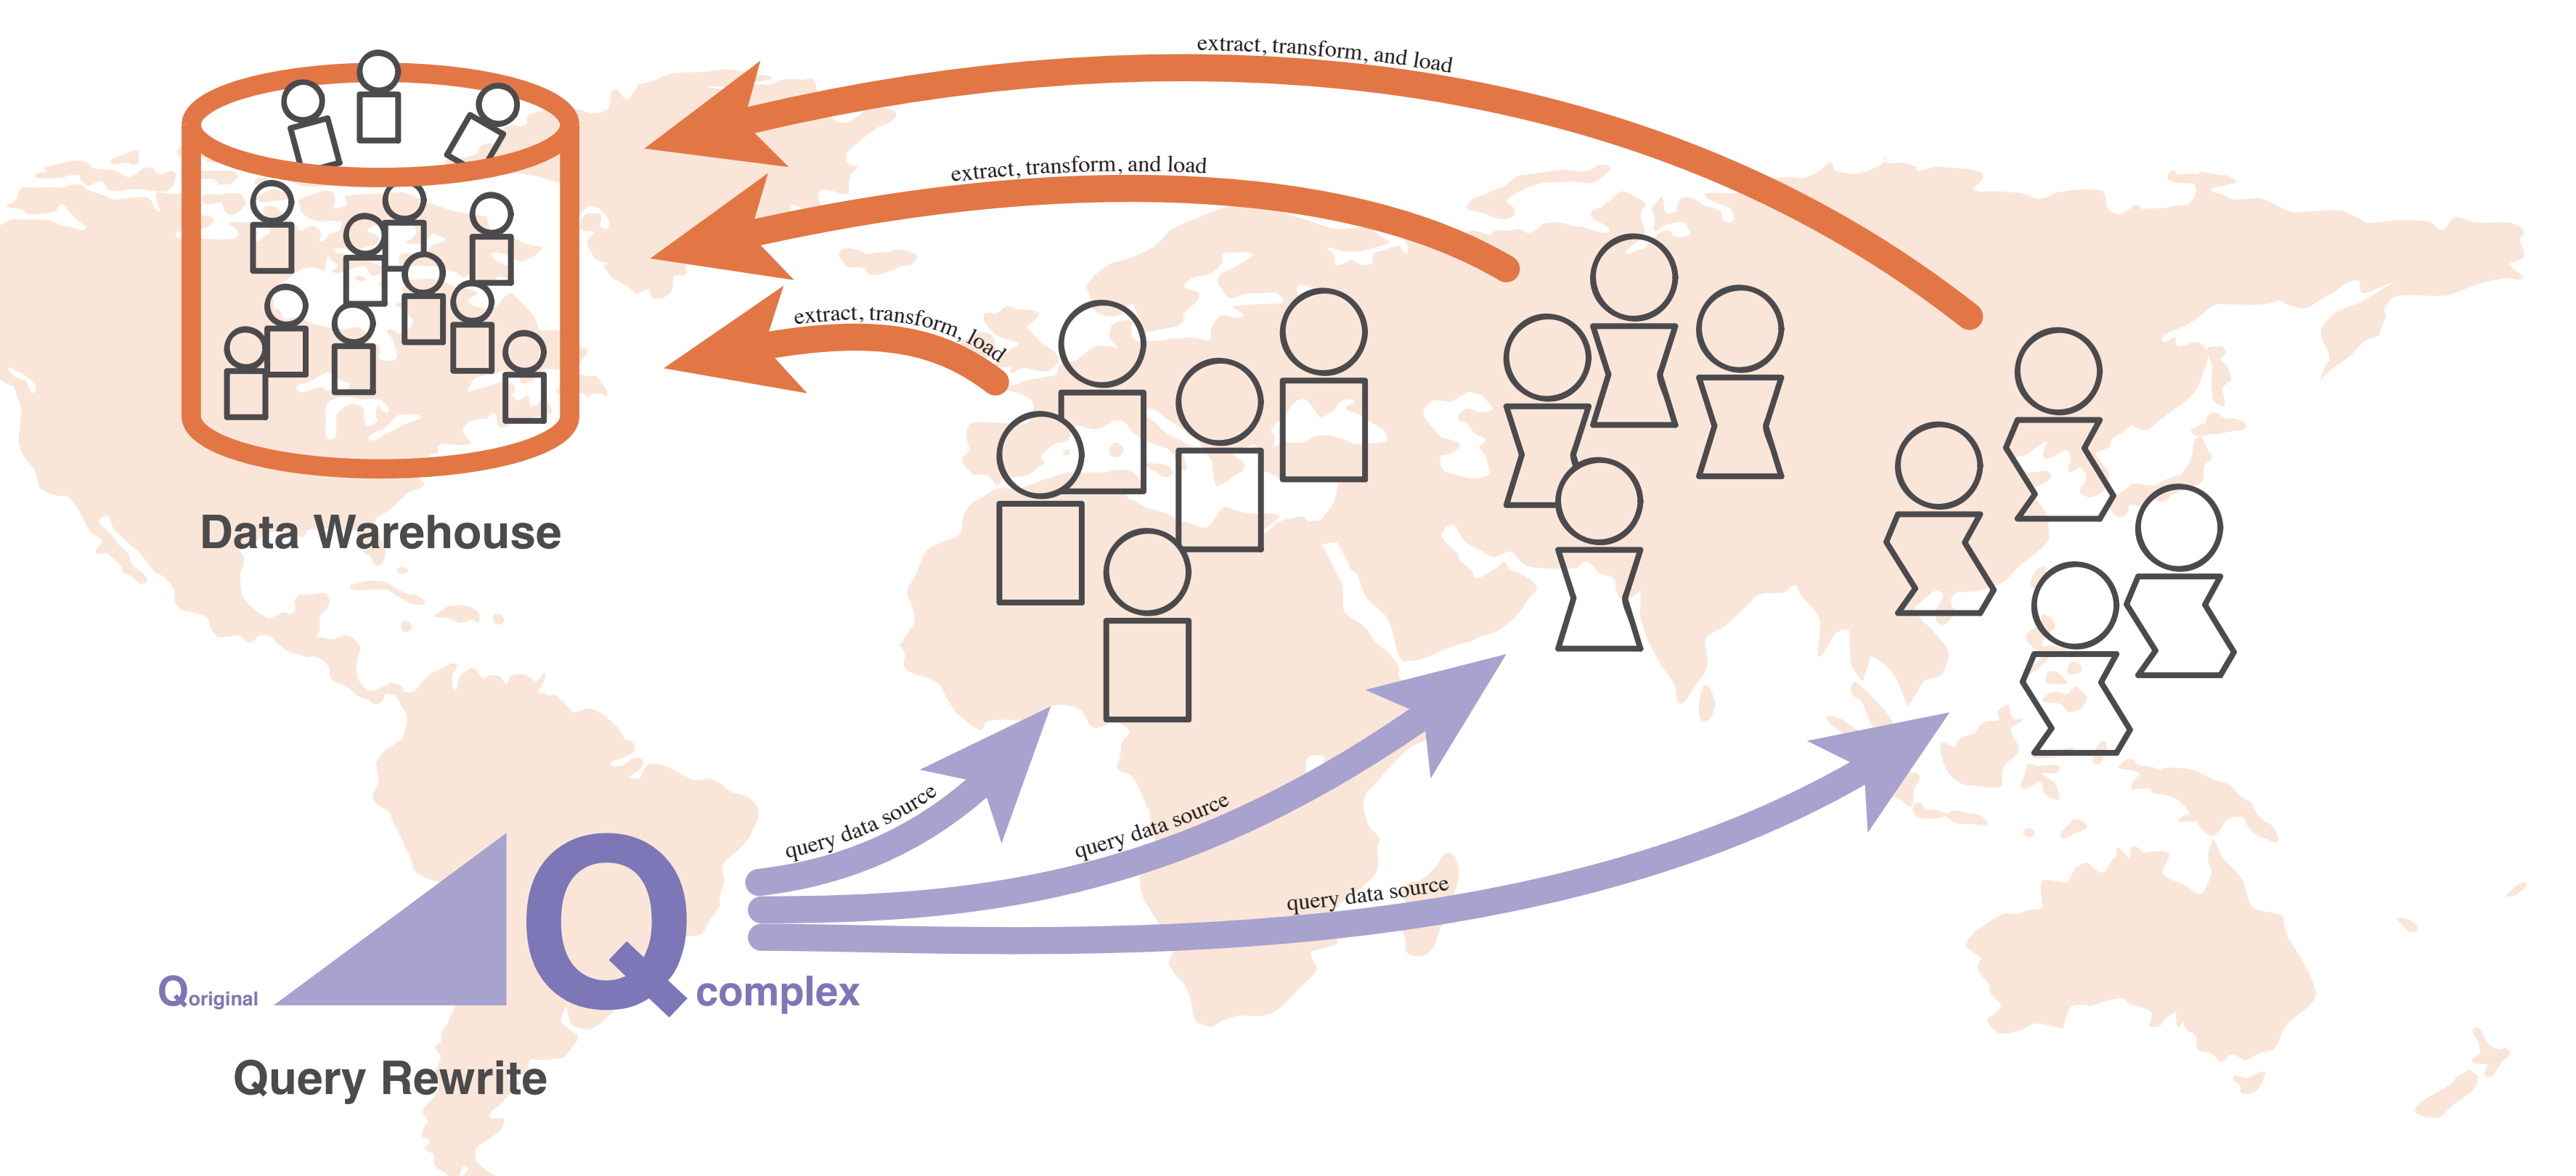 extract, transform, and load
extract, transform, and load
extract, transform, load
Data Warehouse
query data source
query data source
query data source
Qoriginal
Q complex
Query Rewrite